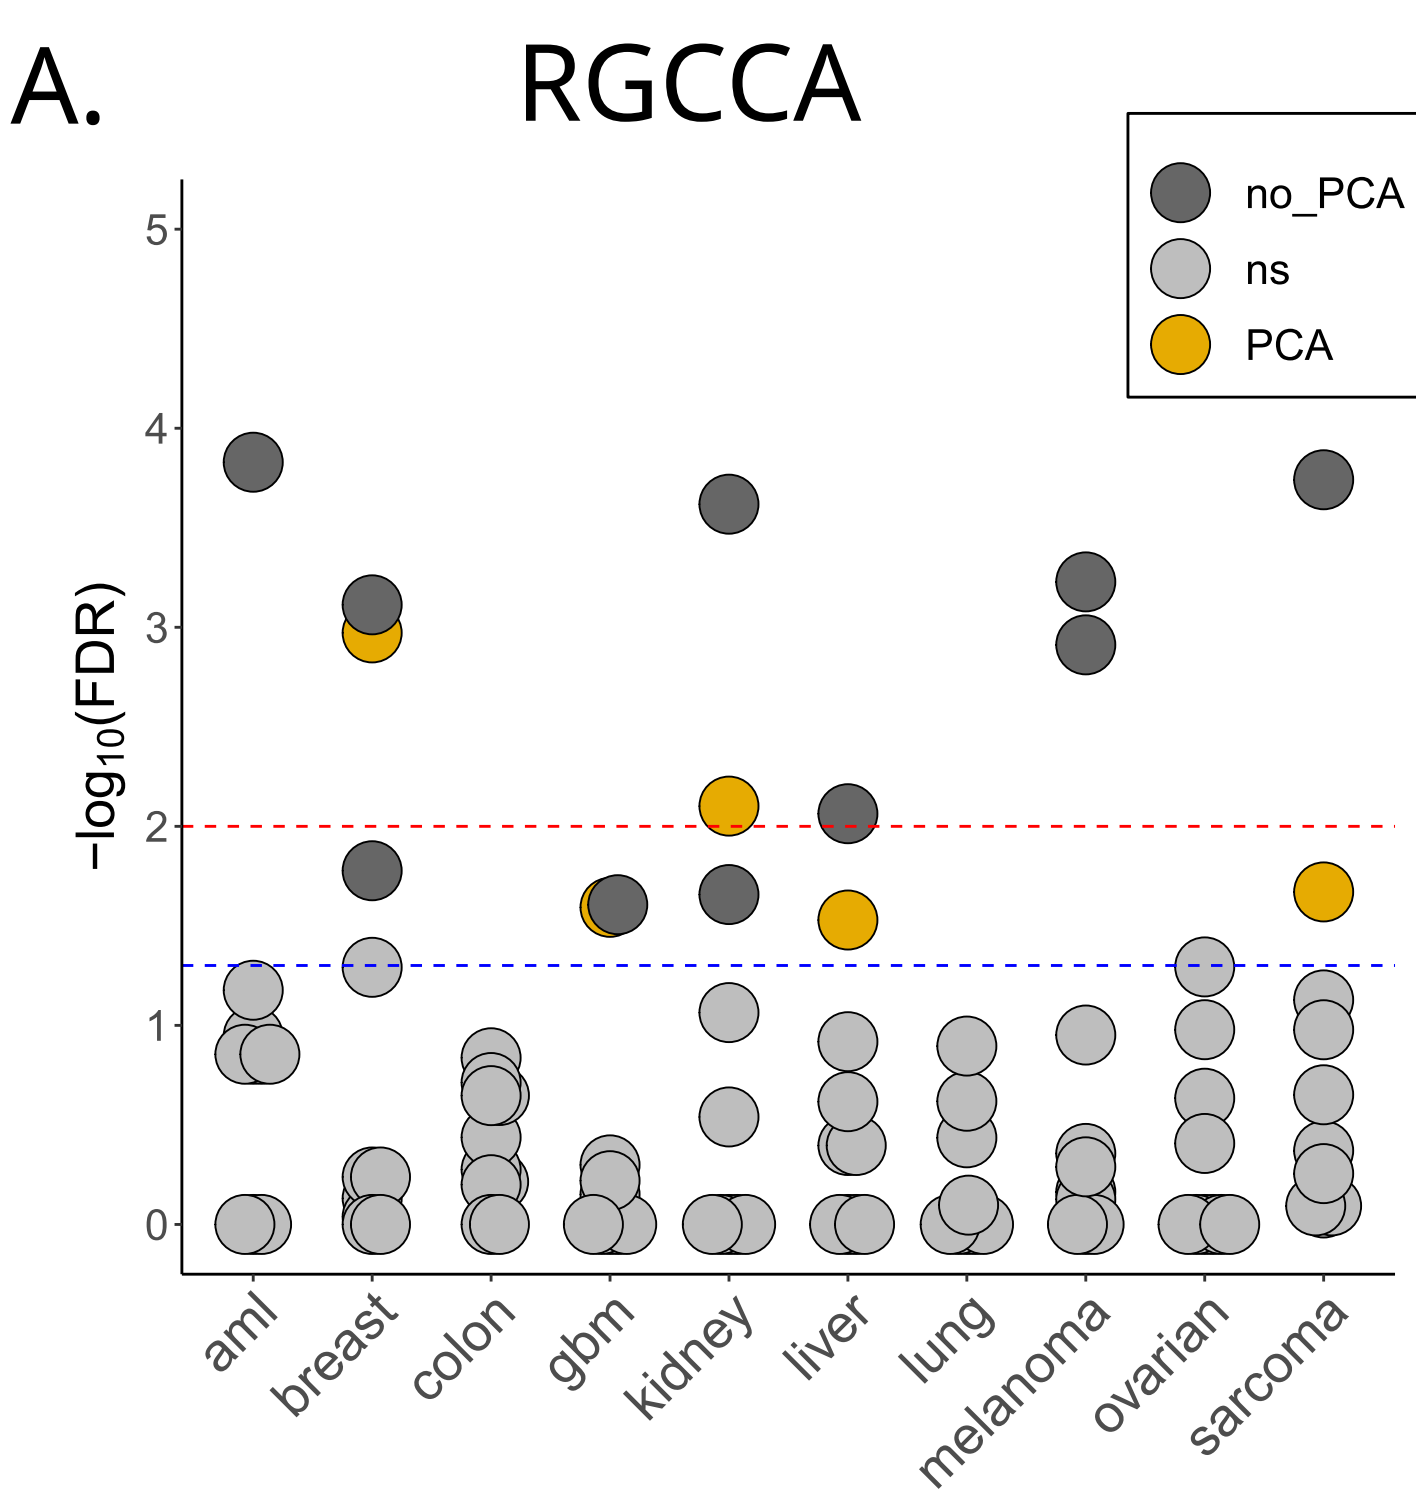 A.
RGCCA
no_PCA
ns
PCA
−log10(FDR)
5
4
3
2
1
0
aml
breast
colon
gbm
kidney
liver
lung
melanoma
ovarian
sarcoma